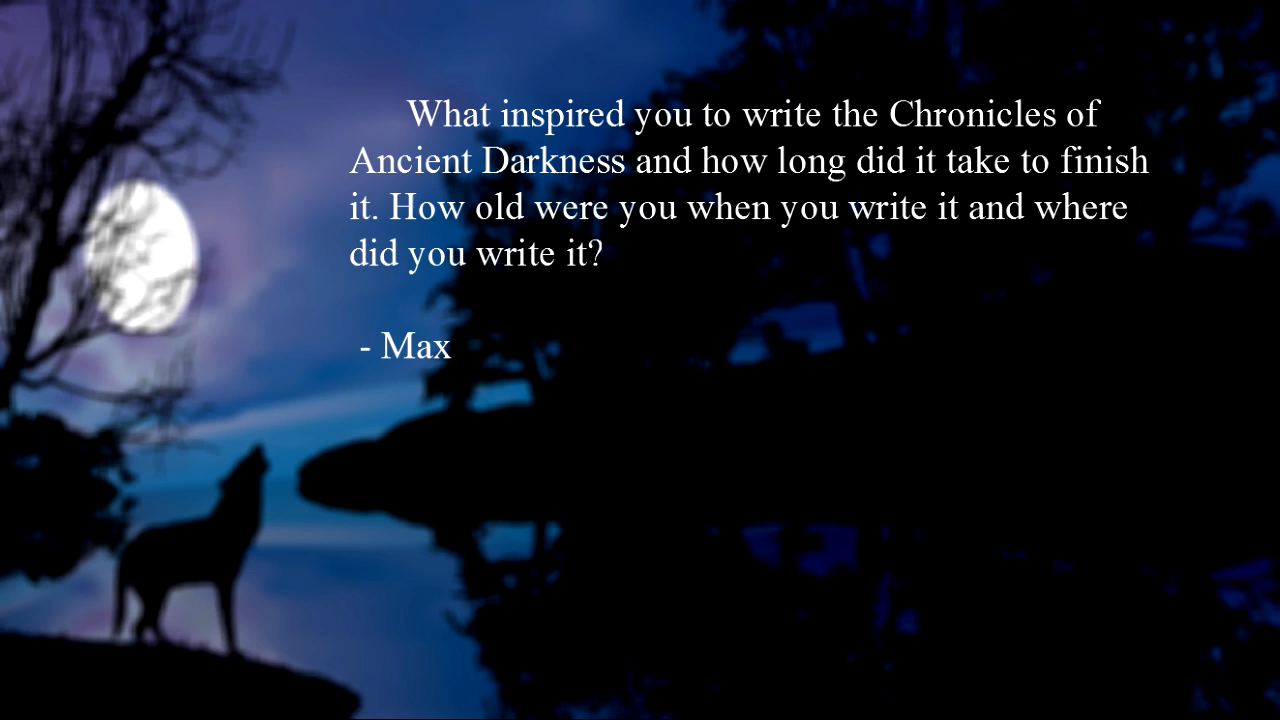 What inspired you to write the Chronicles of
Ancient Darkness and how long did it take to finish
it. How old were you when you write it and where
did you write it?
- Max